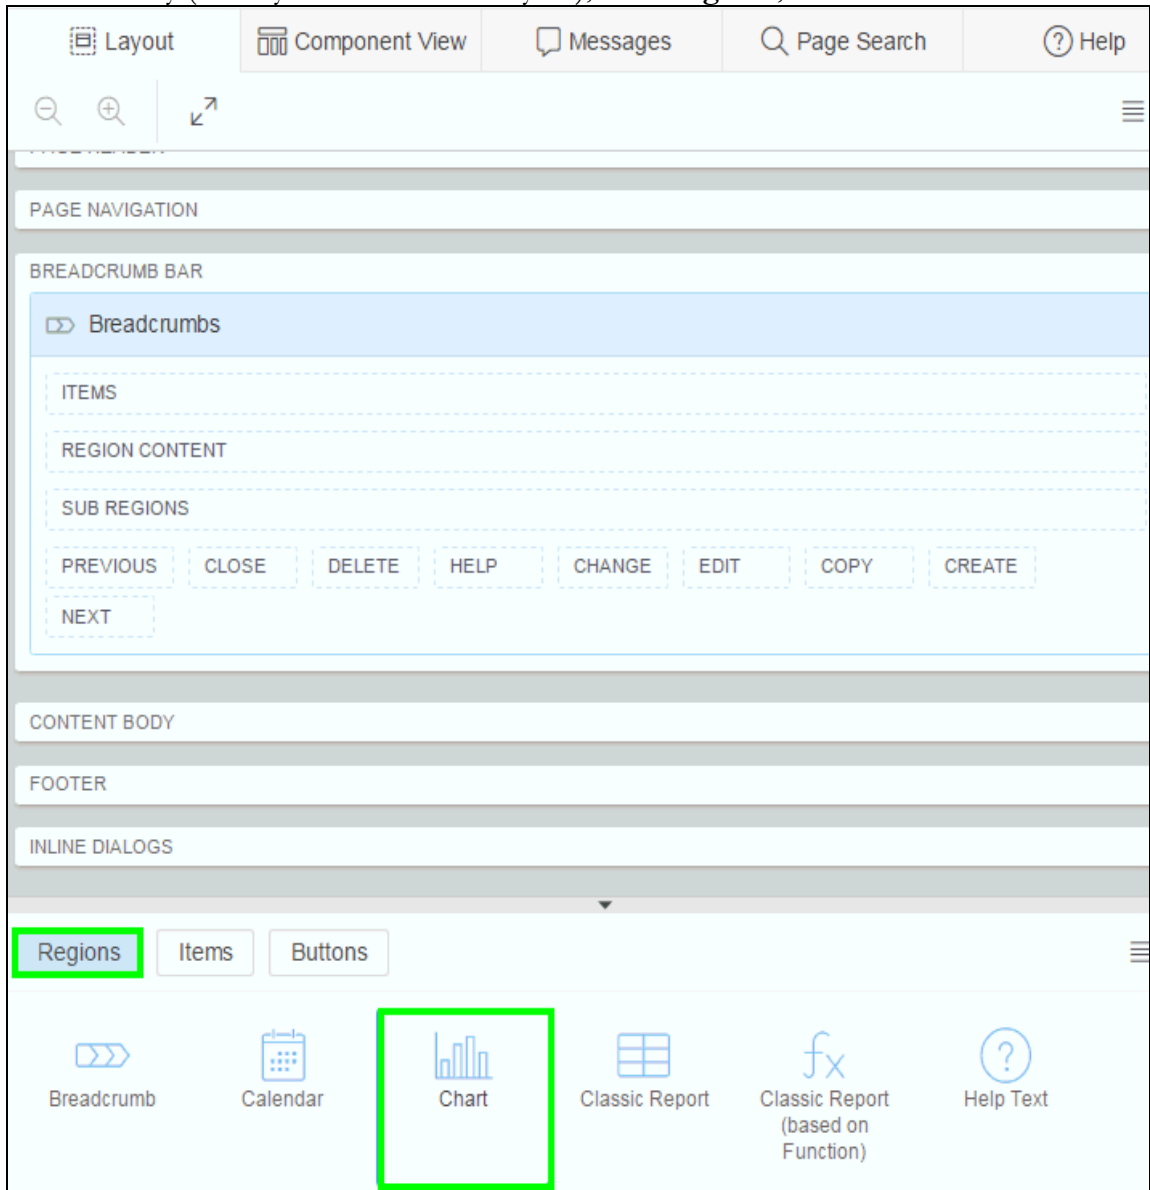 Layout Component View Messages Page Search Help
PAGE NAVIGATION
BREADCRUMB BAR
Breadcrumbs
ITEMS
REGION CONTENT
SUB REGIONS
PREVIOUS CLOSE DELETE HELP CHANGE EDIT COPY CREATE
NEXT
CONTENT BODY
FOOTER
INLINE DIALOGS
Regions Items Buttons
Breadcrumb Calendar Chart Classic Report Classic Report Help Text
(based on
Function)